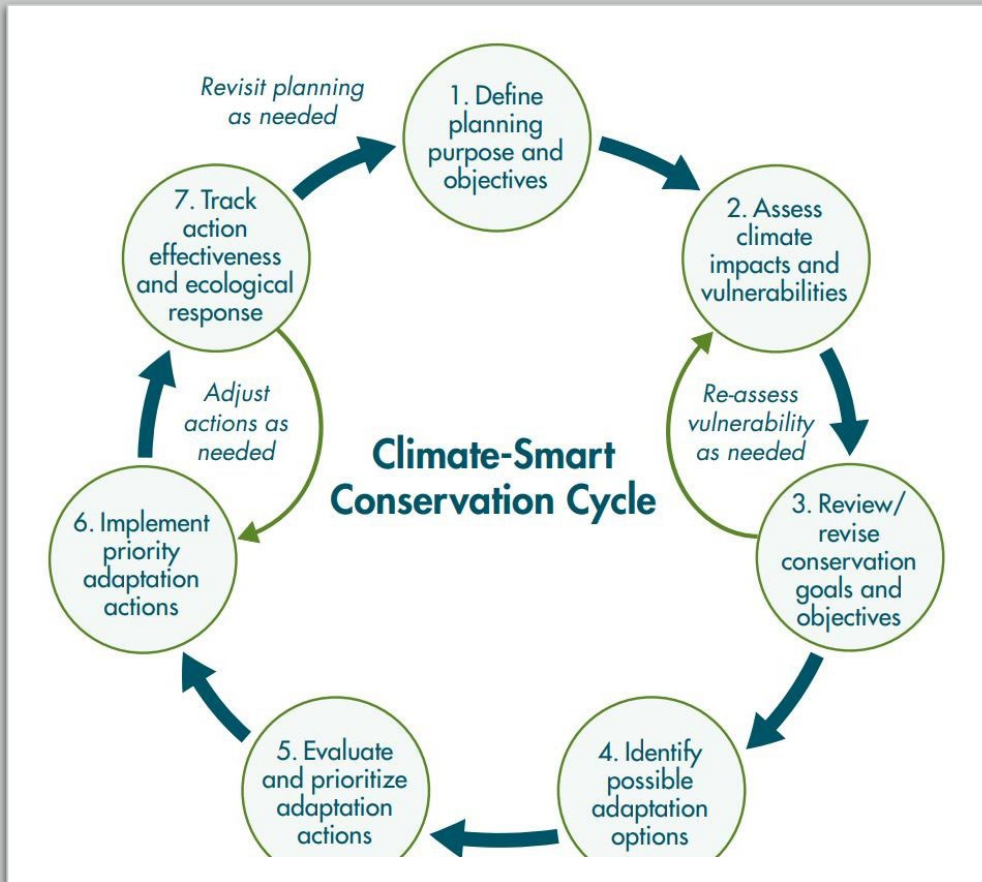 Revisit planning
as needed
1. Define
planning
purpose and
objectives
2. Assess
climate
impacts and
vulnerabilities
Re-assess
vulnerability
as needed
3. Review/
revise
conservation
goals and
objectives
4. Identify
possible
adaptation
options
5. Evaluate
and prioritize
adaptation
actions
6. Implement
priority
adaptation
actions
7. Track
action
effectiveness
and ecological
response
Adjust
actions as
needed
Climate-Smart
Conservation Cycle